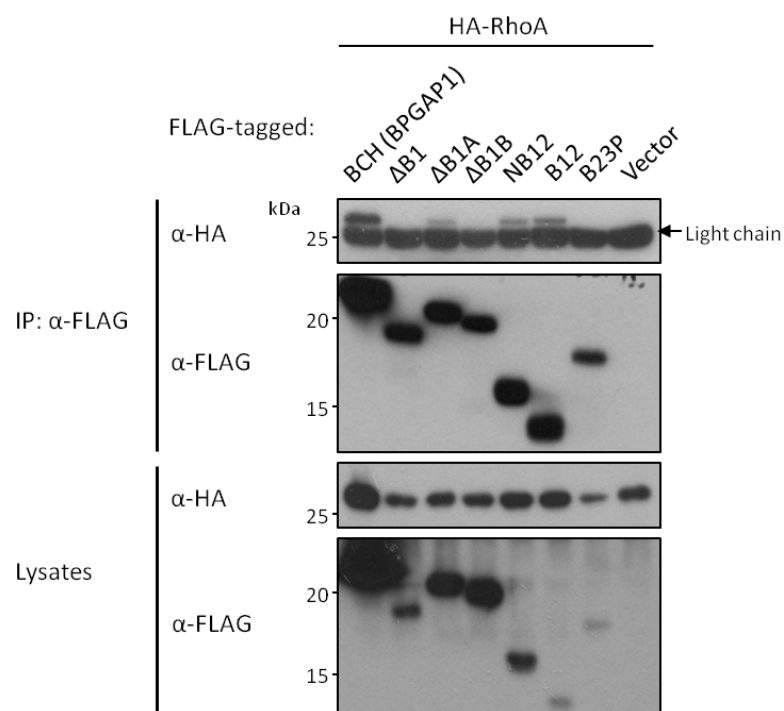 HA-RhoA
FLAG-tagged:
BCH (BPGAP1)
ΔB1
ΔB1A
ΔB1B
NB12
B12
B23P
Vector
kDa
IP: α-FLAG
α-HA
25
Light chain
α-FLAG
20
15
Lysates
α-HA
25
α-FLAG
20
15